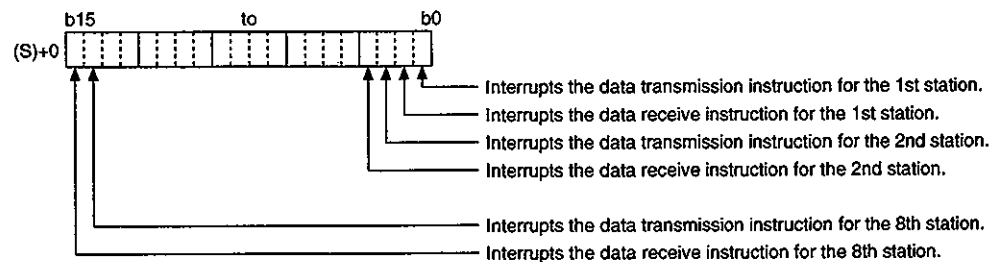 b15 to b0
(S)+0
Interrupts the data transmission instruction for the 1st station.
Interrupts the data receive instruction for the 1st station.
Interrupts the data transmission instruction for the 2nd station.
Interrupts the data receive instruction for the 2nd station.
Interrupts the data transmission instruction for the 8th station.
Interrupts the data receive instruction for the 8th station.